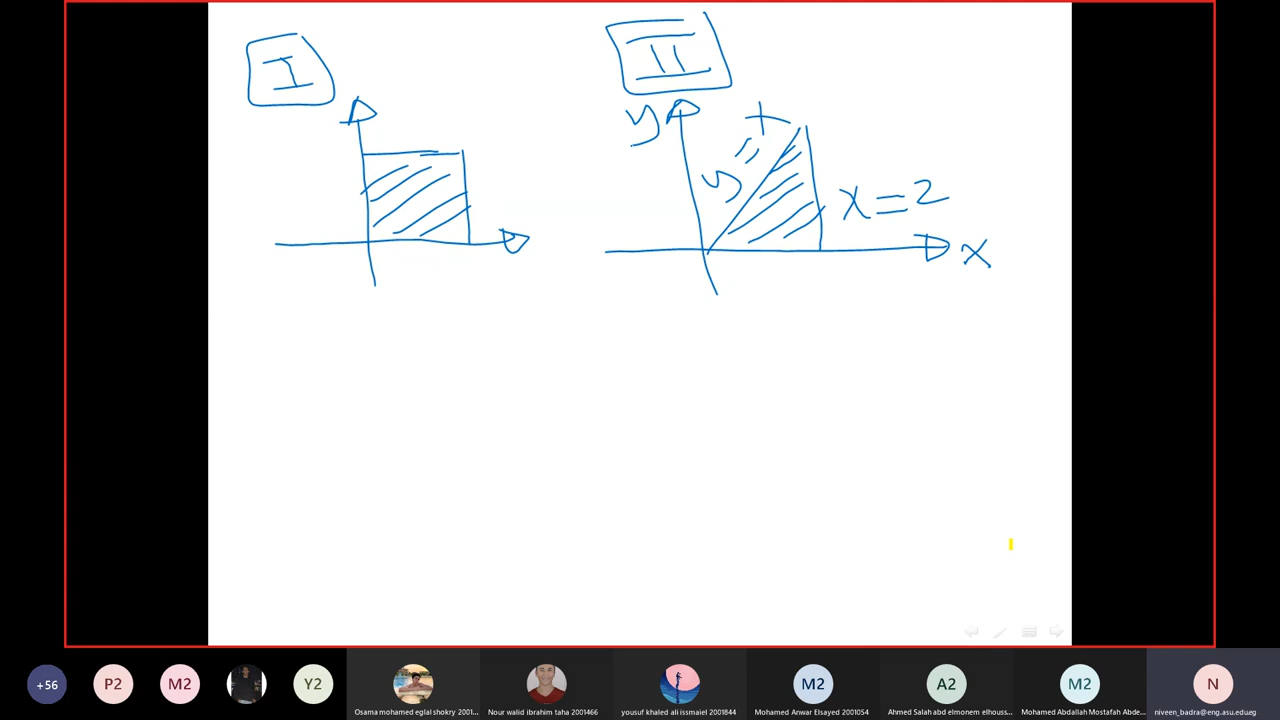 I
II
y
y = x
x = 2
x
+56
P2
M2
Y2
Osama mohamed eglal shokry 2001...
Nour walid ibrahim taha 2001466
yousuf khaled ali issmaiel 2001844
M2
Mohamed Anwar Elsayed 2001054
A2
Ahmed Salah abd elmonem elhouss...
M2
Mohamed Abdallah Mostafah Abde...
N
niveen_badra@eng.asu.edueg